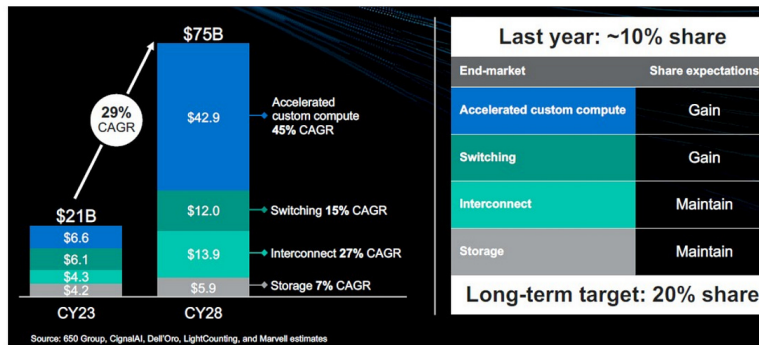 $75B
29%
CAGR
$42.9
Accelerated
custom compute
45% CAGR
$21B
$12.0
Switching 15% CAGR
$6.6
$6.1
$13.9
Interconnect 27% CAGR
$4.3
$4.2
$5.9
Storage 7% CAGR
CY23
CY28
Source: 650 Group, CignalAI, Dell'Oro, LightCounting, and Marvell estimates
Last year: ~10% share
End-market Share expectations
Accelerated custom compute Gain
Switching Gain
Interconnect Maintain
Storage Maintain
Long-term target: 20% share